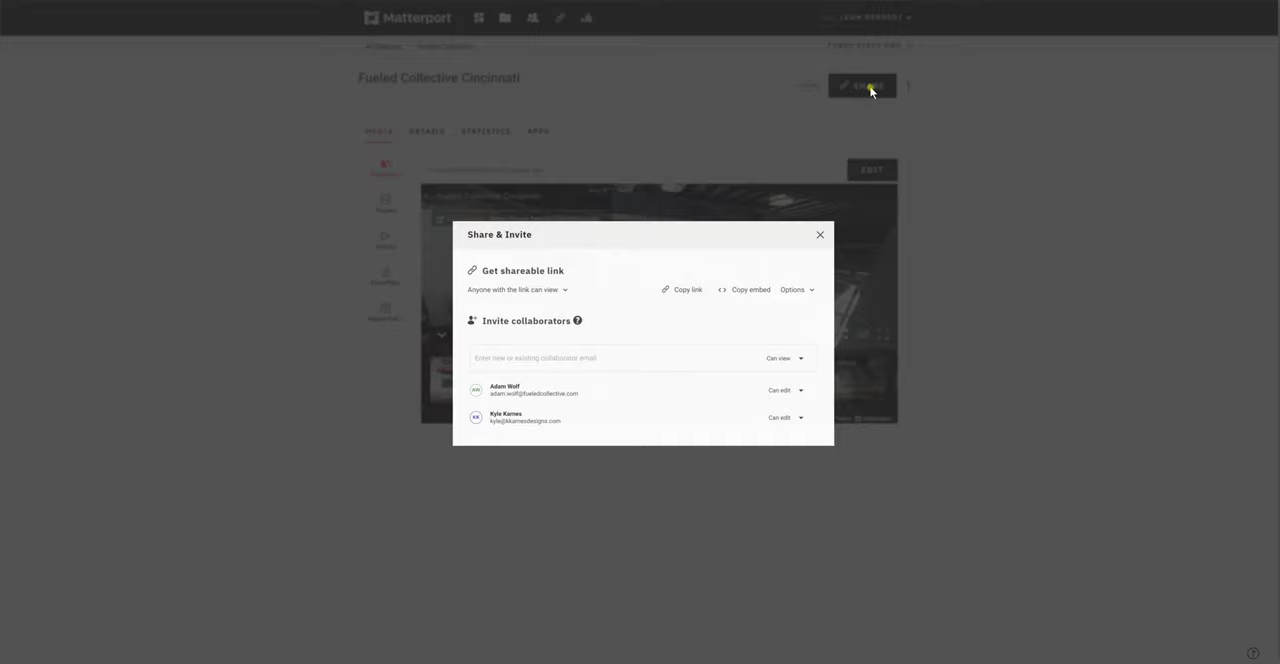 Matterport
Fueled Collective Cincinnati
SHARE
MEDIA DETAILS STATISTICS APPS
EDIT
Share & Invite
Get shareable link
Anyone with the link can view
Copy link
Copy embed
Options
Invite collaborators
Enter new or existing collaborator email
Can view
AW
Adam Wolf
Can edit
adam.wolf@fueledcollective.com
KK
Kyle Karnes
Can edit
kyle@kkarnesdesigns.com